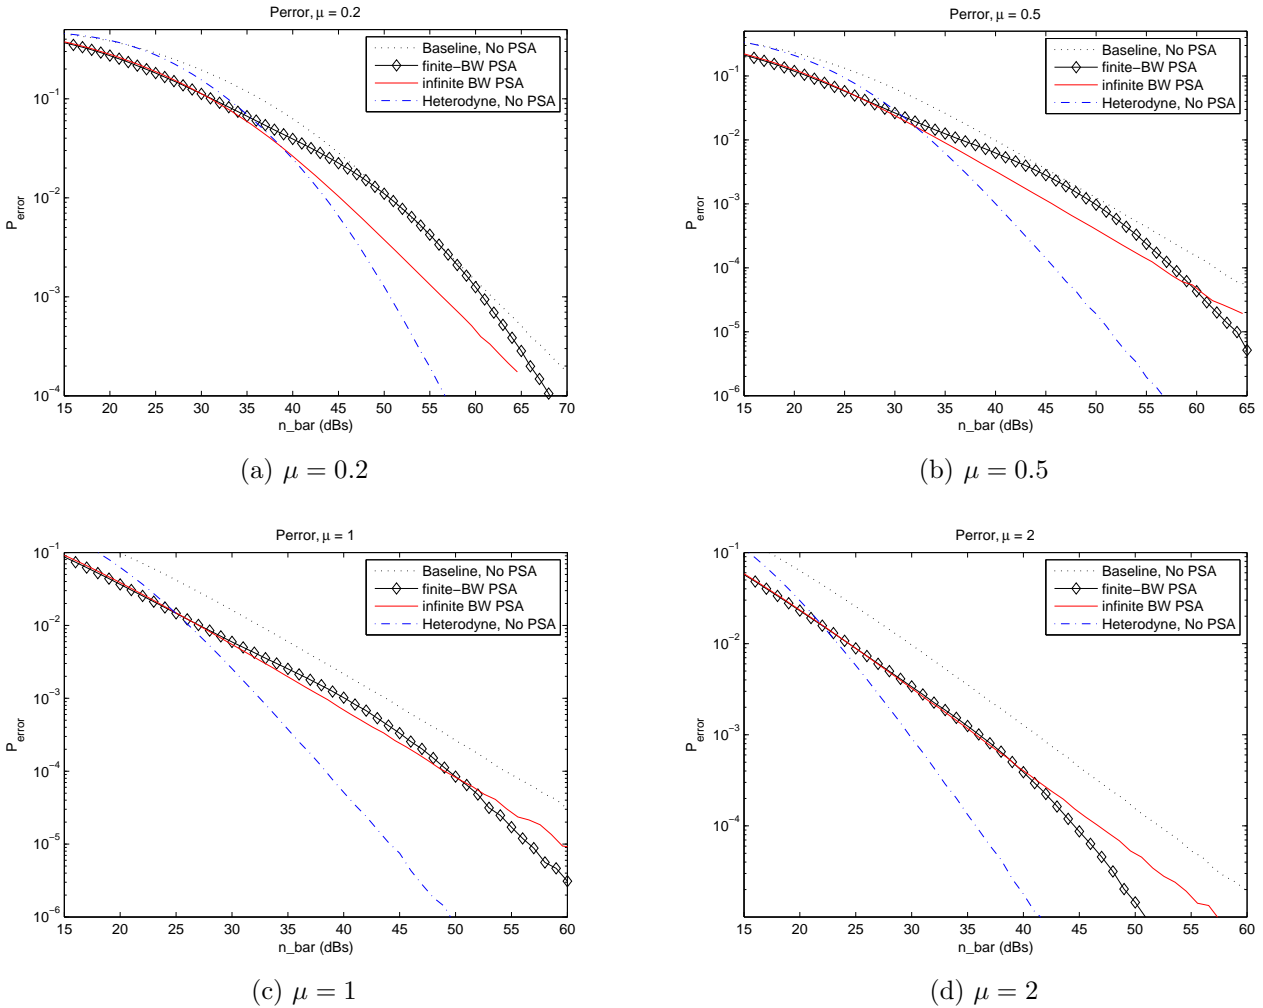 Perror, μ = 0.2
Baseline, No PSA
finite−BW PSA
infinite BW PSA
Heterodyne, No PSA
10⁻¹
10⁻²
10⁻³
10⁻⁴
P_error
15 20 25 30 35 40 45 50 55 60 65 70
n_bar (dBs)
(a) μ = 0.2
Perror, μ = 0.5
Baseline, No PSA
finite−BW PSA
infinite BW PSA
Heterodyne, No PSA
10⁻¹
10⁻²
10⁻³
10⁻⁴
10⁻⁵
10⁻⁶
P_error
15 20 25 30 35 40 45 50 55 60 65
n_bar (dBs)
(b) μ = 0.5
Perror, μ = 1
Baseline, No PSA
finite−BW PSA
infinite BW PSA
Heterodyne, No PSA
10⁻¹
10⁻²
10⁻³
10⁻⁴
10⁻⁵
10⁻⁶
P_error
15 20 25 30 35 40 45 50 55 60
n_bar (dBs)
(c) μ = 1
Perror, μ = 2
Baseline, No PSA
finite−BW PSA
infinite BW PSA
Heterodyne, No PSA
10⁻¹
10⁻²
10⁻³
10⁻⁴
P_error
15 20 25 30 35 40 45 50 55 60
n_bar (dBs)
(d) μ = 2